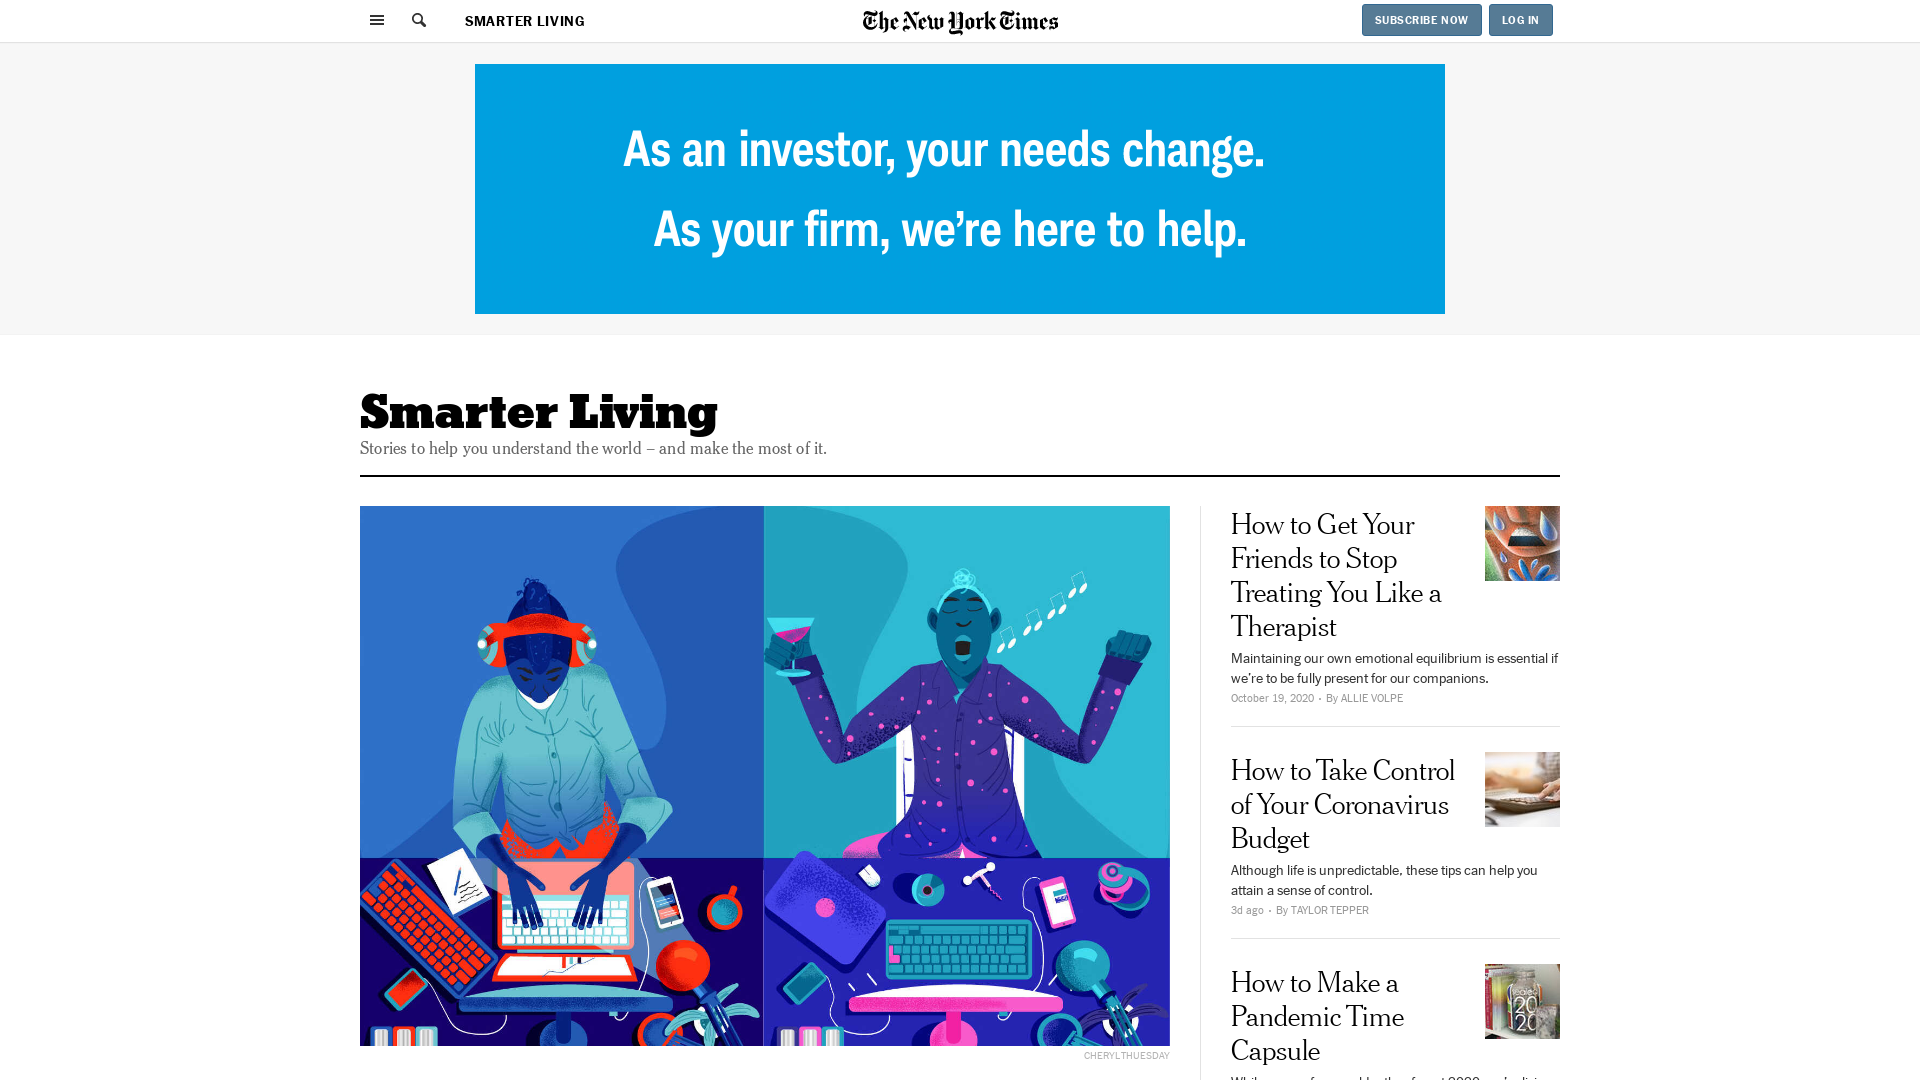 SMARTER LIVING
The New York Times
SUBSCRIBE NOW
LOG IN
As an investor, your needs change.
As your firm, we're here to help.
Smarter Living
Stories to help you understand the world – and make the most of it.
CHERYLTHUESDAY
How to Get Your
Friends to Stop
Treating You Like a
Therapist
Maintaining our own emotional equilibrium is essential if
we're to be fully present for our companions.
October 19, 2020 • By ALLIE VOLPE
How to Take Control
of Your Coronavirus
Budget
Although life is unpredictable, these tips can help you
attain a sense of control.
3d ago • By TAYLOR TEPPER
How to Make a
Pandemic Time
Capsule
2020